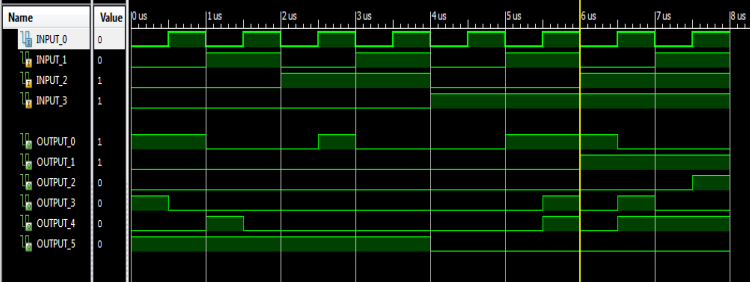 Name Value 0 us 1 us 2 us 3 us 4 us 5 us 6 us 7 us 8 us
INPUT_0 0
INPUT_1 0
INPUT_2 1
INPUT_3 1
OUTPUT_0 1
OUTPUT_1 1
OUTPUT_2 0
OUTPUT_3 0
OUTPUT_4 0
OUTPUT_5 0